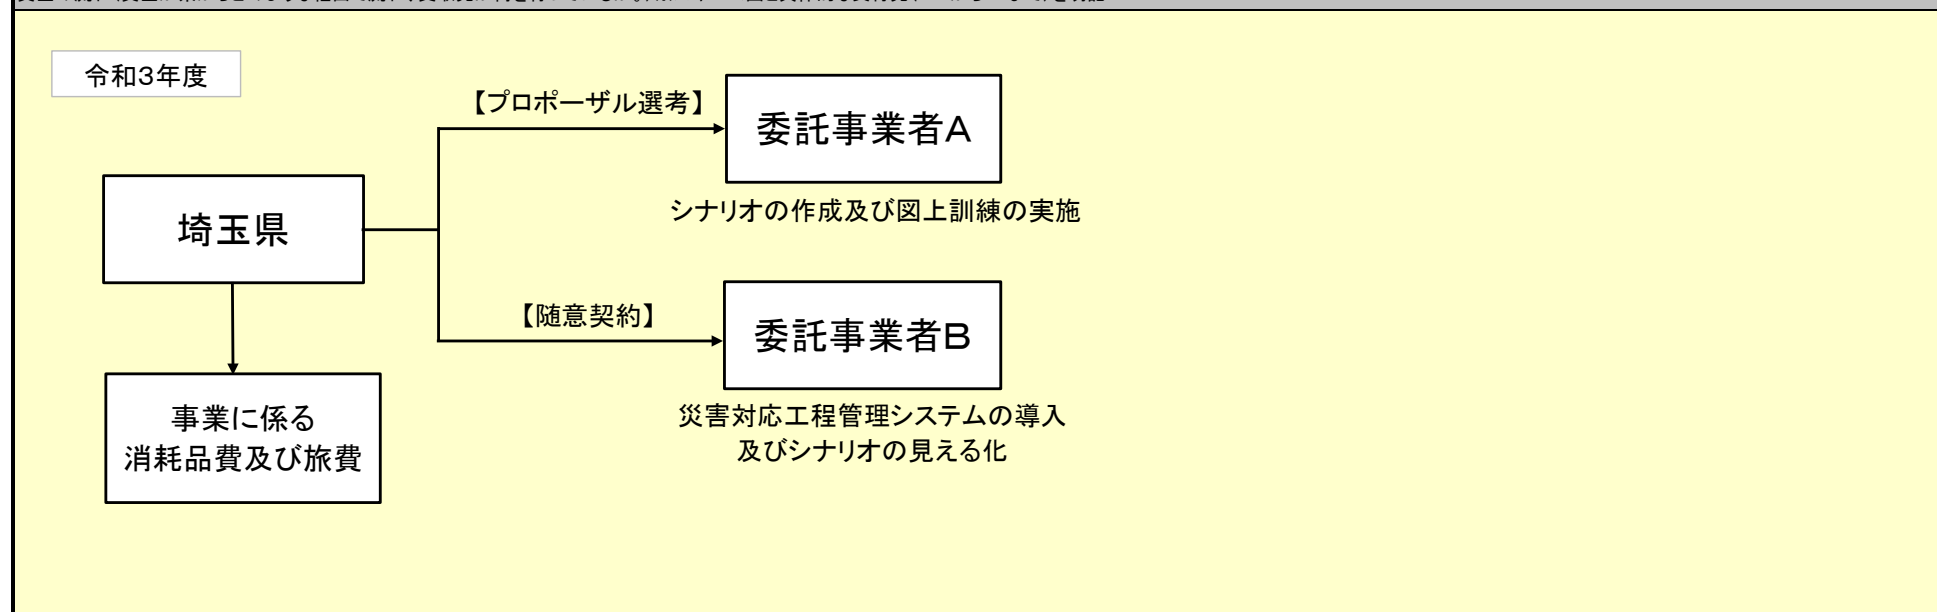 令和3年度
【プロポーザル選考】
委託事業者A
シナリオの作成及び図上訓練の実施
埼玉県
【随意契約】
委託事業者B
災害対応工程管理システムの導入
及びシナリオの見える化
事業に係る
消耗品費及び旅費